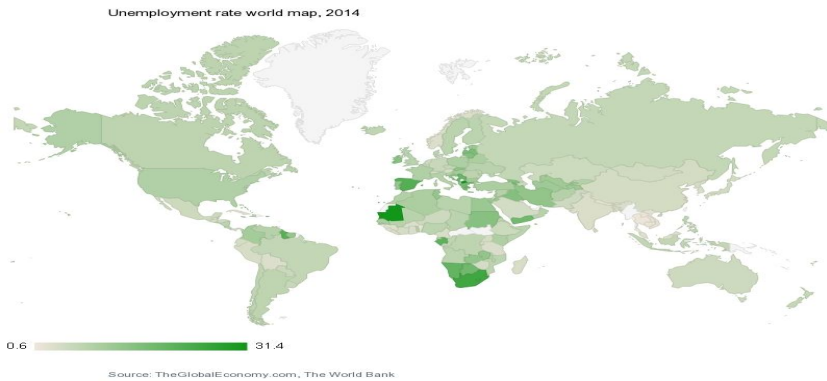 Unemployment rate world map, 2014
0.6 31.4
Source: TheGlobalEconomy.com, The World Bank